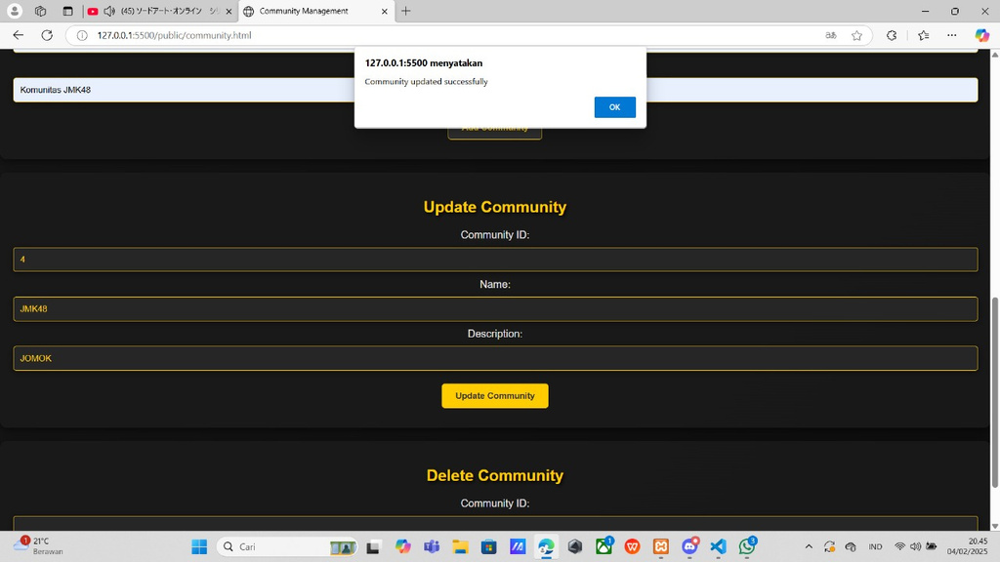 (45) ソードアート・オンライン
Community Management
127.0.0.1:5500/public/community.html
127.0.0.1:5500 menyatakan
Community updated successfully
OK
Komunitas JMK48
Add Community
Update Community
Community ID:
4
Name:
JMK48
Description:
JOMOK
Update Community
Delete Community
Community ID:
1
21°C
Berawan
Cari
1
3
IND
20.45
04/02/2025